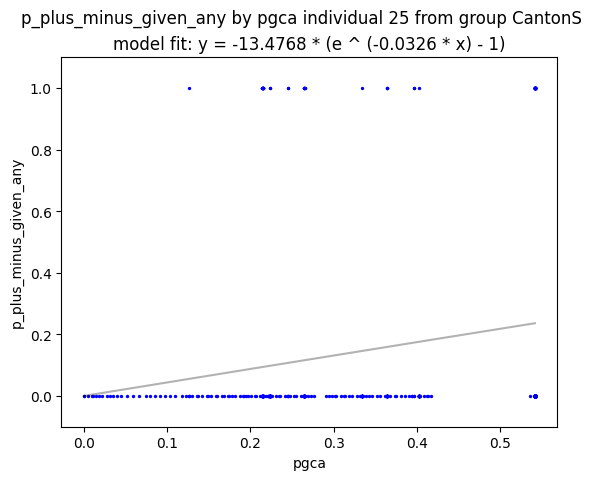 p_plus_minus_given_any by pgca individual 25 from group CantonS
model fit: y = -13.4768 * (e ^ (-0.0326 * x) - 1)
1.0
0.8
0.6
0.4
0.2
0.0
p_plus_minus_given_any
0.0 0.1 0.2 0.3 0.4 0.5
pgca